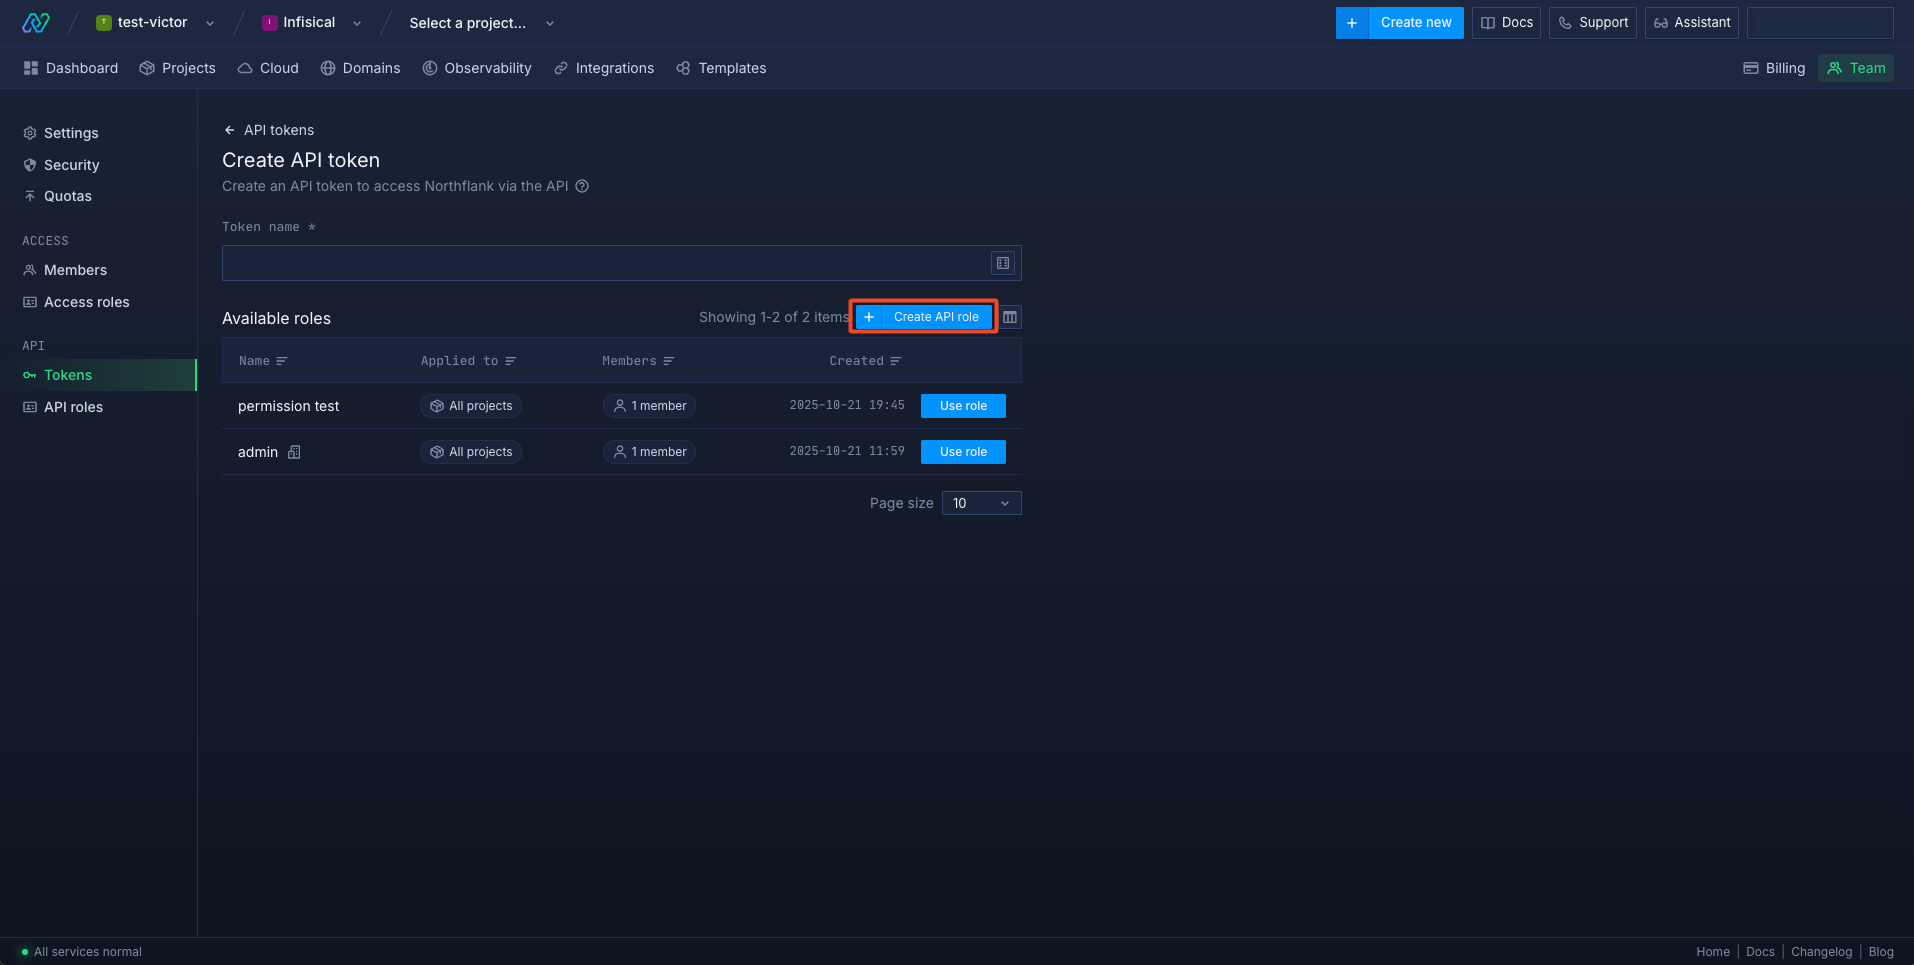 T test-victor
I Infisical
Select a project...
+ Create new
Docs
Support
Assistant
Dashboard
Projects
Cloud
Domains
Observability
Integrations
Templates
Billing
Team
Settings
Security
Quotas
ACCESS
Members
Access roles
API
Tokens
API roles
← API tokens
Create API token
Create an API token to access Northflank via the API ?
Token name *
Available roles
Showing 1-2 of 2 items
+ Create API role
Name Applied to Members Created
permission test All projects 1 member 2025-10-21 19:45 Use role
admin All projects 1 member 2025-10-21 11:59 Use role
Page size 10
All services normal
Home | Docs | Changelog | Blog